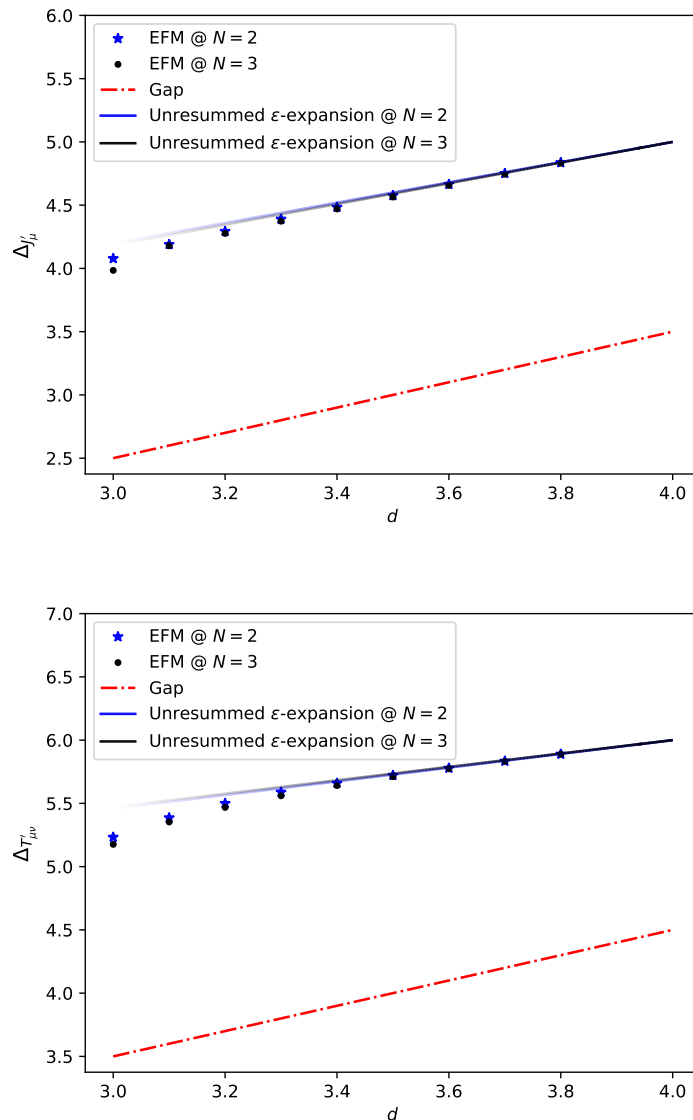 6.0
5.5
5.0
4.5
4.0
3.5
3.0
2.5
Δ_{J'_μ}
EFM @ N = 2
EFM @ N = 3
Gap
Unresummed ε-expansion @ N = 2
Unresummed ε-expansion @ N = 3
3.0 3.2 3.4 3.6 3.8 4.0
d
7.0
6.5
6.0
5.5
5.0
4.5
4.0
3.5
Δ_{T'_{μν}}
EFM @ N = 2
EFM @ N = 3
Gap
Unresummed ε-expansion @ N = 2
Unresummed ε-expansion @ N = 3
3.0 3.2 3.4 3.6 3.8 4.0
d